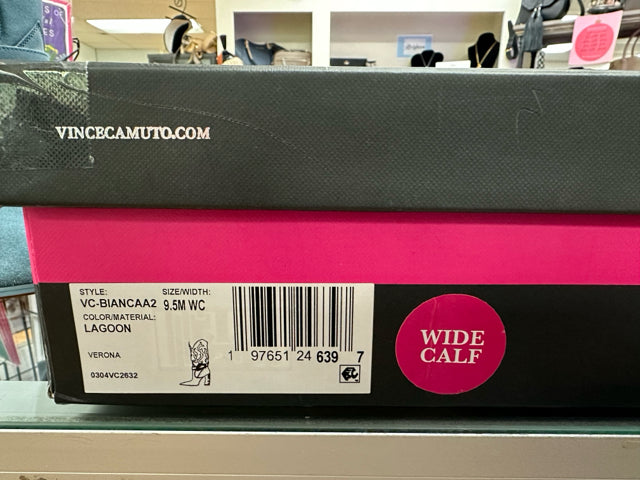 VINCECAMUTO.COM
STYLE: SIZE/WIDTH:
VC-BIANCAA2 9.5M WC
COLOR/MATERIAL:
LAGOON
VERONA
0304VC2632
1 97651 24 639 7
WIDE
CALF